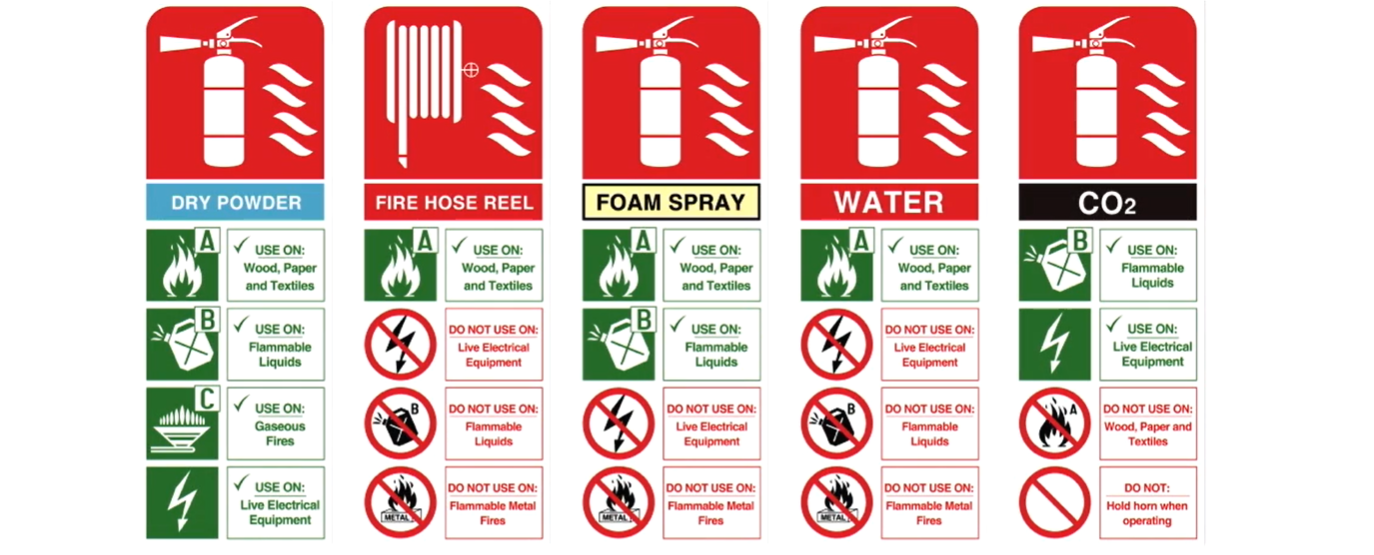 DRY POWDER
A
USE ON:
Wood, Paper
and Textiles
B
USE ON:
Flammable
Liquids
C
USE ON:
Gaseous
Fires
USE ON:
Live Electrical
Equipment
FIRE HOSE REEL
A
USE ON:
Wood, Paper
and Textiles
DO NOT USE ON:
Live Electrical
Equipment
B
DO NOT USE ON:
Flammable
Liquids
METAL
DO NOT USE ON:
Flammable Metal
Fires
FOAM SPRAY
A
USE ON:
Wood, Paper
and Textiles
B
USE ON:
Flammable
Liquids
DO NOT USE ON:
Live Electrical
Equipment
METAL
DO NOT USE ON:
Flammable Metal
Fires
WATER
A
USE ON:
Wood, Paper
and Textiles
DO NOT USE ON:
Live Electrical
Equipment
B
DO NOT USE ON:
Flammable
Liquids
METAL
DO NOT USE ON:
Flammable Metal
Fires
CO2
B
USE ON:
Flammable
Liquids
USE ON:
Live Electrical
Equipment
A
DO NOT USE ON:
Wood, Paper and
Textiles
DO NOT:
Hold horn when
operating